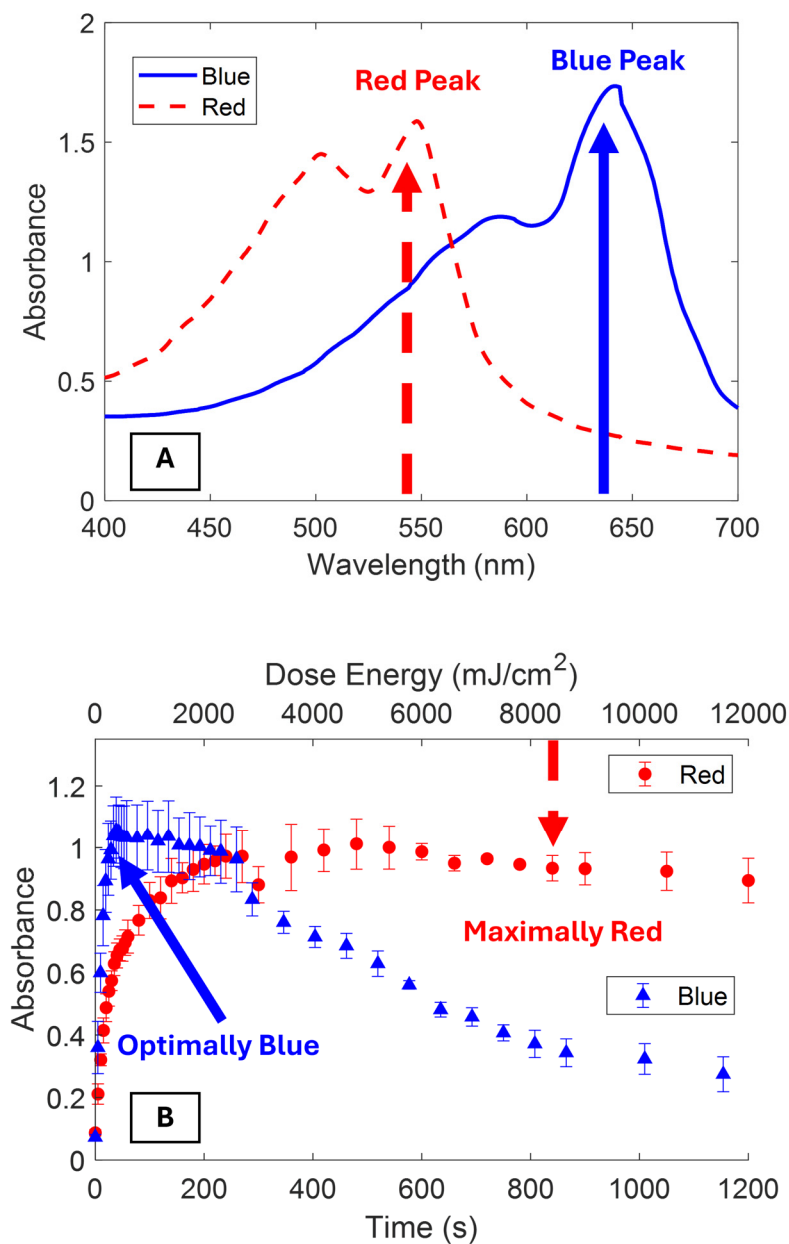 2
Blue
Red
Red Peak
Blue Peak
1.5
1
0.5
0
A
400
450
500
550
600
650
700
Absorbance
Wavelength (nm)
Dose Energy (mJ/cm2)
0
2000
4000
6000
8000
10000
12000
Red
1.2
1
0.8
0.6
0.4
0.2
0
Absorbance
Maximally Red
Blue
Optimally Blue
B
0
200
400
600
800
1000
1200
Time (s)